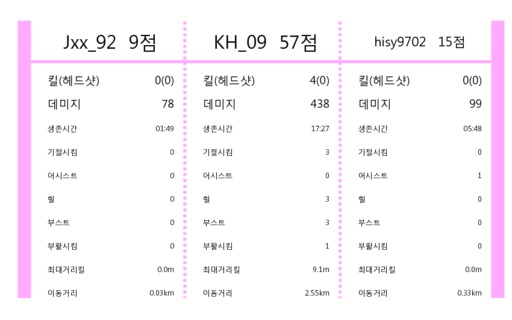 Jxx_92 9점 KH_09 57점 hisy9702 15점
킬(헤드샷) 0(0) 킬(헤드샷) 4(0) 킬(헤드샷) 0(0)
데미지 78 데미지 438 데미지 99
생존시간 01:49 생존시간 17:27 생존시간 05:48
기절시킴 0 기절시킴 3 기절시킴 0
어시스트 0 어시스트 0 어시스트 1
힐 0 힐 3 힐 0
부스트 0 부스트 3 부스트 0
부활시킴 0 부활시킴 1 부활시킴 0
최대거리킬 0.0m 최대거리킬 9.1m 최대거리킬 0.0m
이동거리 0.03km 이동거리 2.55km 이동거리 0.33km